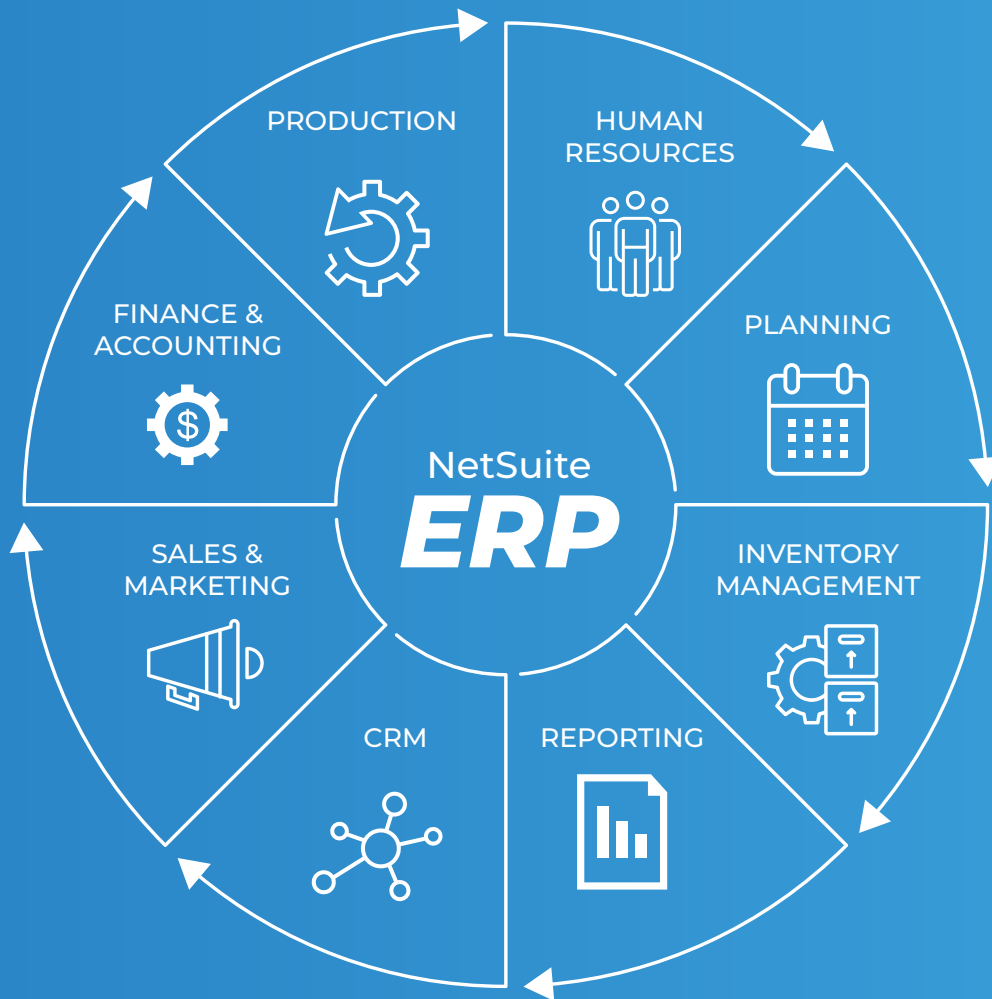 PRODUCTION
HUMAN
RESOURCES
FINANCE &
ACCOUNTING
$
PLANNING
NetSuite
ERP
SALES &
MARKETING
INVENTORY
MANAGEMENT
CRM
REPORTING